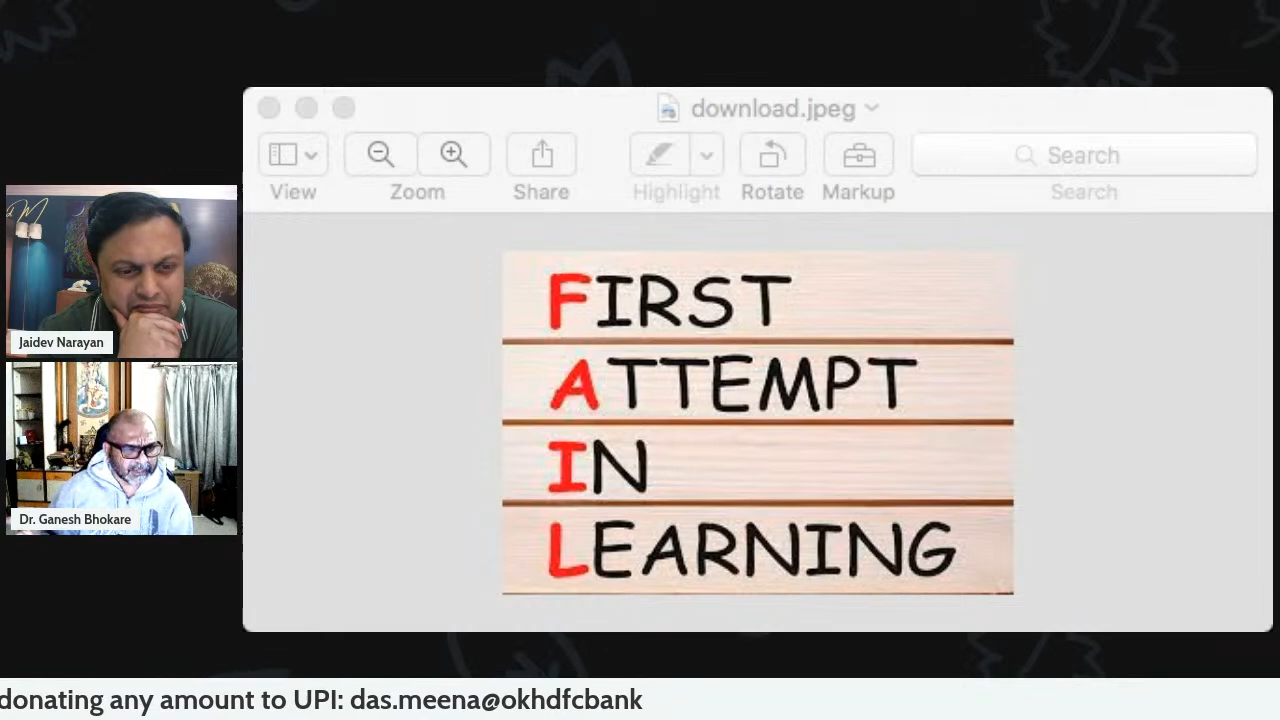 download.jpeg
View
Zoom
Share
Highlight
Rotate
Markup
Search
Search
FIRST
ATTEMPT
IN
LEARNING
Jaidev Narayan
Dr. Ganesh Bhokare
donating any amount to UPI: das.meena@okhdfcbank